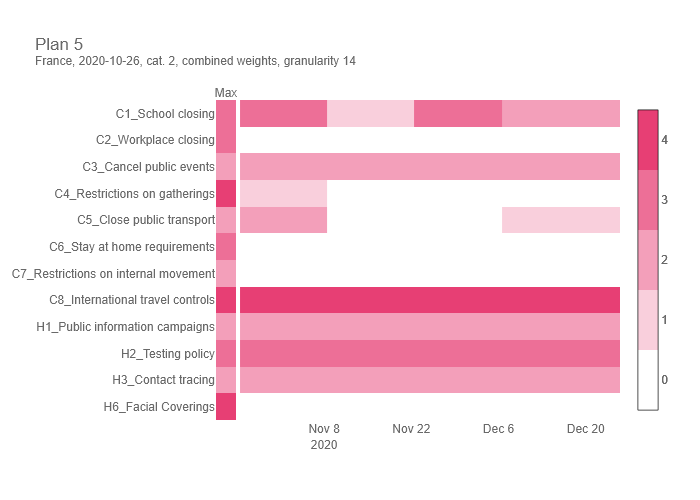 Plan 5
France, 2020-10-26, cat. 2, combined weights, granularity 14
Max
C1_School closing
C2_Workplace closing
C3_Cancel public events
C4_Restrictions on gatherings
C5_Close public transport
C6_Stay at home requirements
C7_Restrictions on internal movement
C8_International travel controls
H1_Public information campaigns
H2_Testing policy
H3_Contact tracing
H6_Facial Coverings
Nov 8
2020
Nov 22
Dec 6
Dec 20
4
3
2
1
0